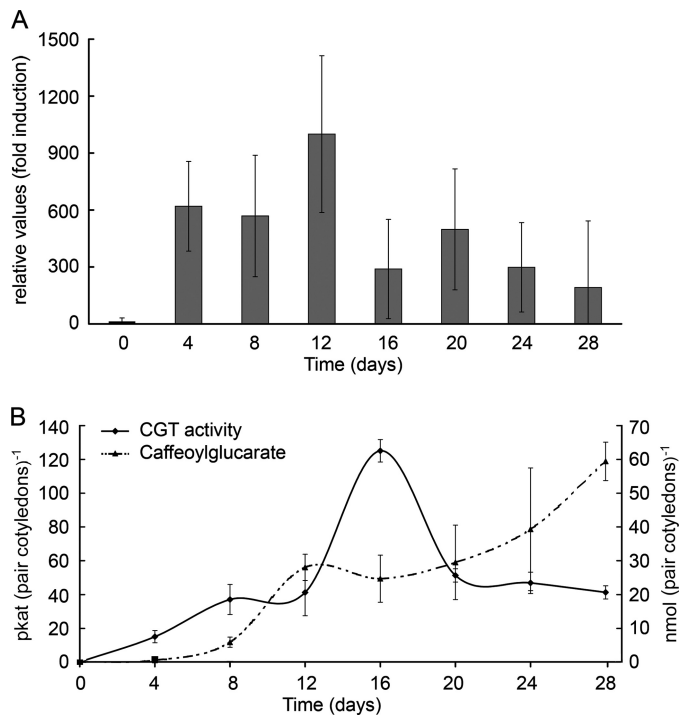 A
relative values (fold induction)
1500
1200
900
600
300
0
0 4 8 12 16 20 24 28
Time (days)
B
CGT activity
Caffeoylglucarate
pkat (pair cotyledons)-1
140
120
100
80
60
40
20
0
70
60
50
40
30
20
10
0
nmol (pair cotyledons)-1
0 4 8 12 16 20 24 28
Time (days)